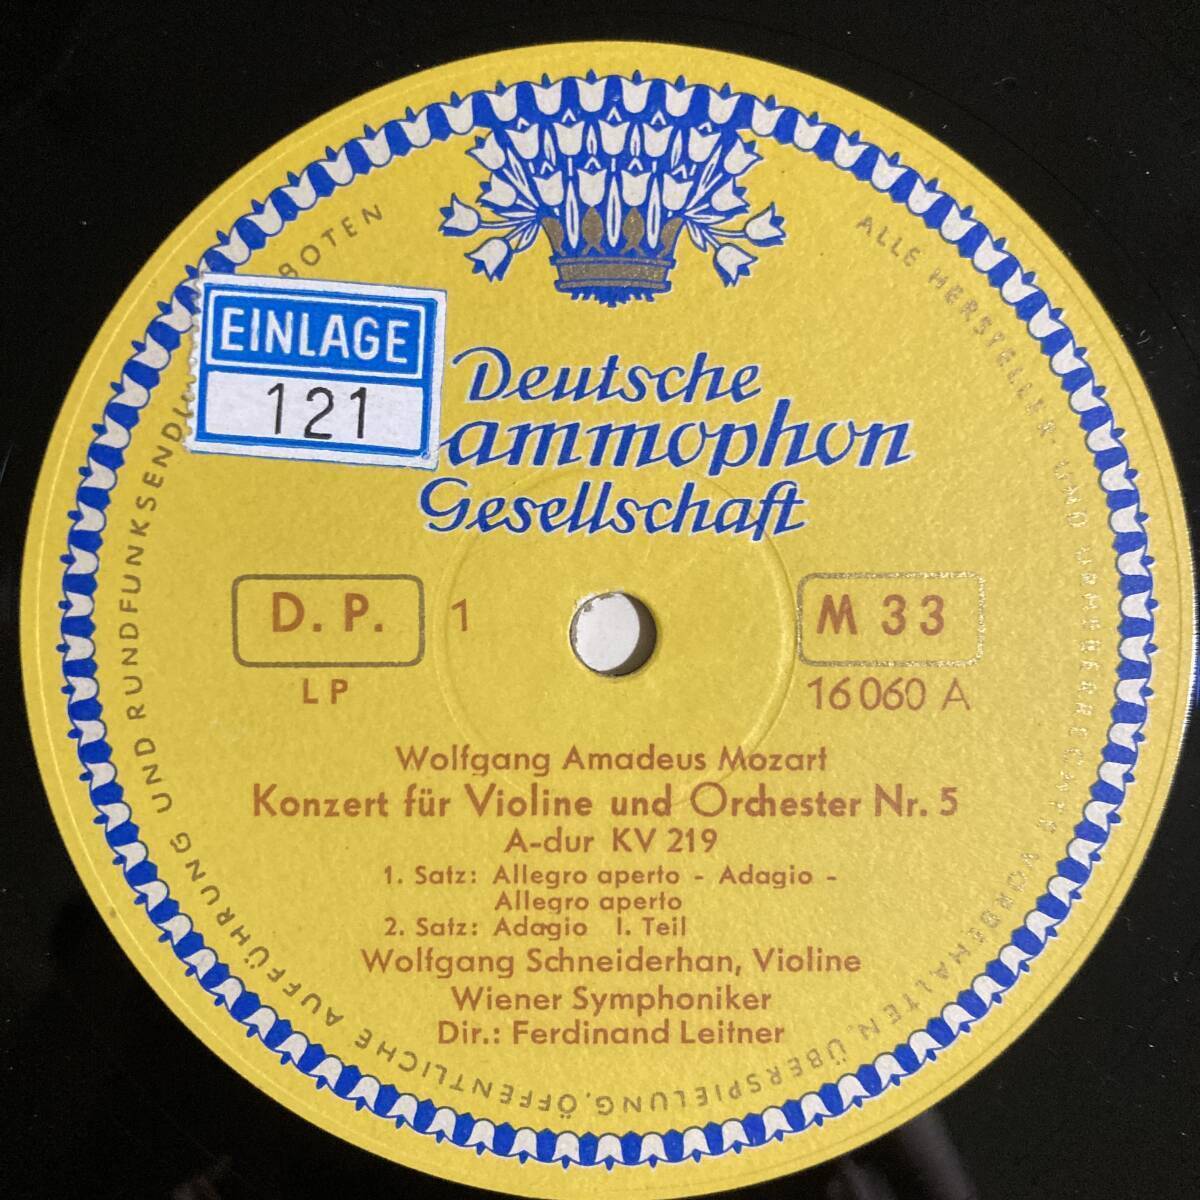 EINLAGE
121
Deutsche
ammophon
Gesellschaft
D. P.
1
M 33
LP
16 060 A
Wolfgang Amadeus Mozart
Konzert für Violine und Orchester Nr. 5
A-dur KV 219
1. Satz: Allegro aperto - Adagio -
Allegro aperto
2. Satz: Adagio I. Teil
Wolfgang Schneiderhan, Violine
Wiener Symphoniker
Dir.: Ferdinand Leitner
ALLE HERSTELLER- UND URHEBERRECHTE VORBEHALTEN. ÜBERSPIELUNG, ÖFFENTLICHE AUFFÜHRUNG UND RUNDFUNKSENDU BOTEN